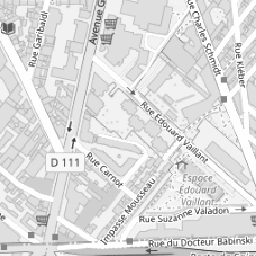 Rue Garibaldi
Avenue G
Rue Charles Schmidt
Rue Kléber
Rue Édouard Vaillant
D 111
Rue Carnot
Impasse Mousseau
Espace
Édouard
Vaillant
Rue Suzanne Valadon
Rue du Docteur Babinski